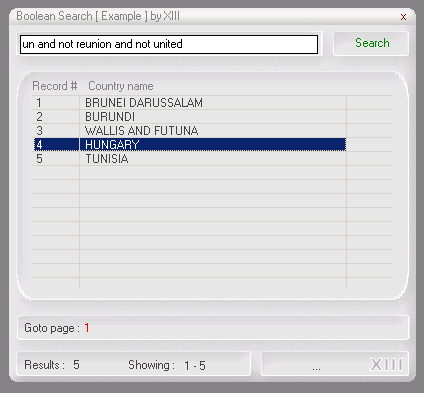 Boolean Search [ Example ] by XIII x
un and not reunion and not united Search
Record # Country name
1 BRUNEI DARUSSALAM
2 BURUNDI
3 WALLIS AND FUTUNA
4 HUNGARY
5 TUNISIA
Goto page : 1
Results : 5 Showing : 1 - 5 ... XIII